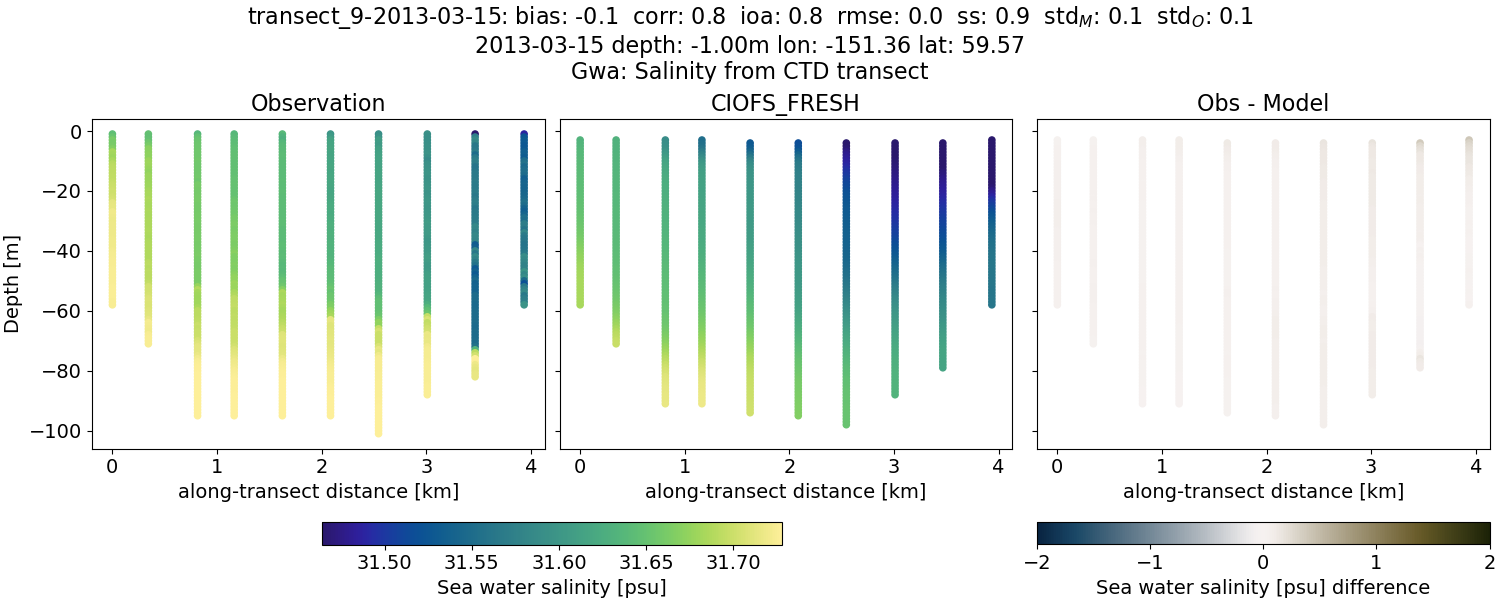 transect_9-2013-03-15: bias: -0.1  corr: 0.8  ioa: 0.8  rmse: 0.0  ss: 0.9  std_M: 0.1  std_O: 0.1
2013-03-15 depth: -1.00m lon: -151.36 lat: 59.57
Gwa: Salinity from CTD transect
Observation CIOFS_FRESH Obs - Model
0
−20
−40
−60
−80
−100
Depth [m]
0 1 2 3 4 0 1 2 3 4 0 1 2 3 4
along-transect distance [km] along-transect distance [km] along-transect distance [km]
31.50 31.55 31.60 31.65 31.70
Sea water salinity [psu]
−2 −1 0 1 2
Sea water salinity [psu] difference